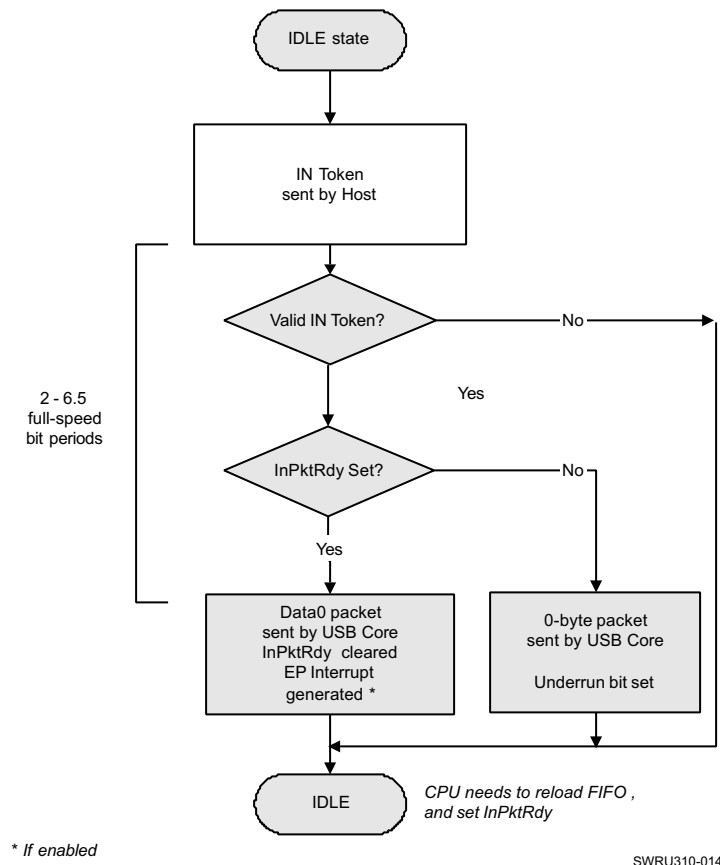 IDLE state
IN Token
sent by Host
Valid IN Token?
No
Yes
2 - 6.5
full-speed
bit periods
InPktRdy Set?
No
Yes
Data0 packet
sent by USB Core
InPktRdy cleared
EP Interrupt
generated *
0-byte packet
sent by USB Core
Underrun bit set
IDLE
CPU needs to reload FIFO ,
and set InPktRdy
* If enabled
SWRU310-014